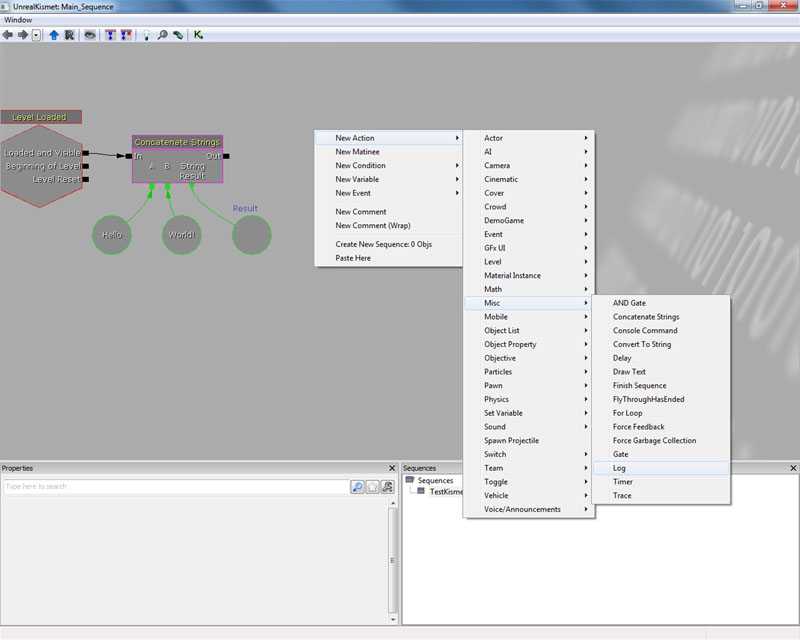 UnrealKismet: Main_Sequence
Window
Level Loaded
Loaded and Visible
Beginning of Level
Level Reset
Concatenate Strings
In
Out
A
B
String
Result
Hello
World!
Result
New Action
New Matinee
New Condition
New Variable
New Event
New Comment
New Comment (Wrap)
Create New Sequence: 0 Objs
Paste Here
Actor
AI
Camera
Cinematic
Cover
Crowd
DemoGame
Event
GFx UI
Level
Material Instance
Math
Misc
Mobile
Object List
Object Property
Objective
Particles
Pawn
Physics
Set Variable
Sound
Spawn Projectile
Switch
Team
Toggle
Vehicle
Voice/Announcements
AND Gate
Concatenate Strings
Console Command
Convert To String
Delay
Draw Text
Finish Sequence
FlyThroughHasEnded
For Loop
Force Feedback
Force Garbage Collection
Gate
Log
Timer
Trace
Properties
Type here to search
Sequences
Sequences
TestKisme